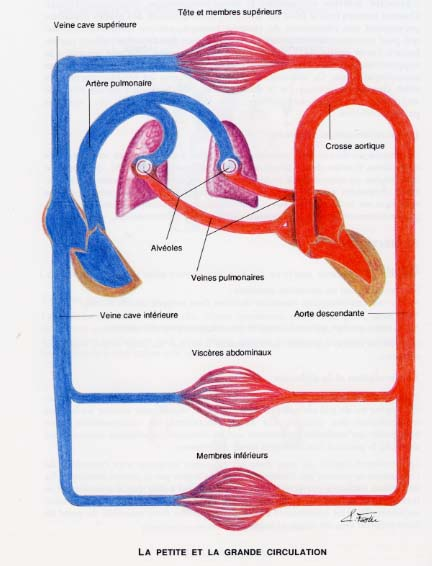 Tête et membres supérieurs
Veine cave supérieure
Artère pulmonaire
Crosse aortique
Alvéoles
Veines pulmonaires
Veine cave inférieure
Aorte descendante
Viscères abdominaux
Membres inférieurs
LA PETITE ET LA GRANDE CIRCULATION